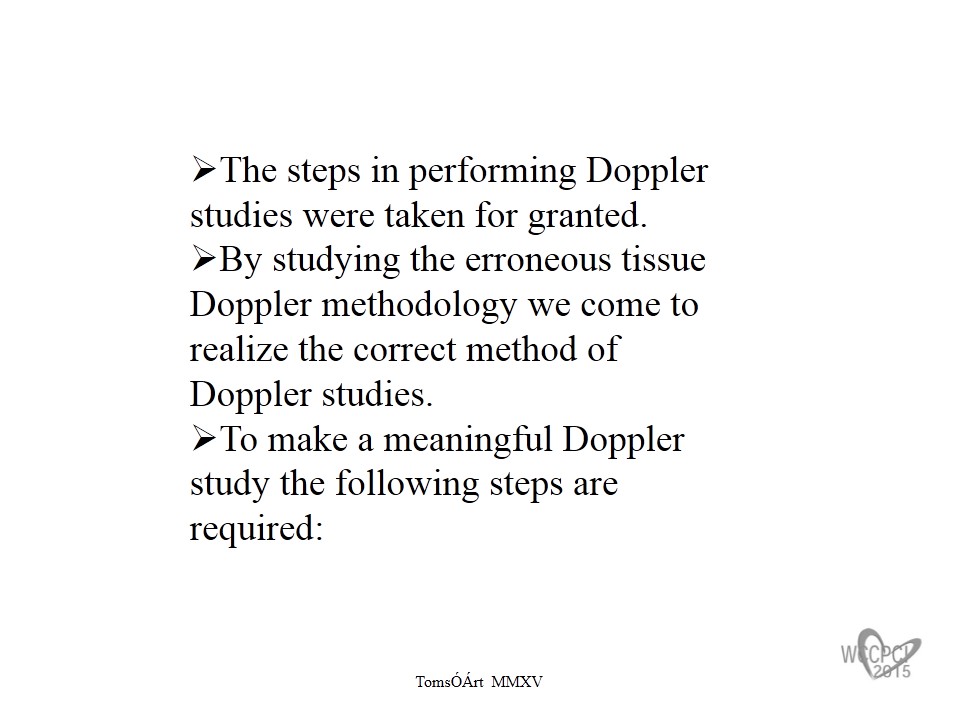 ➢The steps in performing Doppler
studies were taken for granted.
➢By studying the erroneous tissue
Doppler methodology we come to
realize the correct method of
Doppler studies.
➢To make a meaningful Doppler
study the following steps are
required:
WCCPCI
2015
TomsÓÁrt MMXV